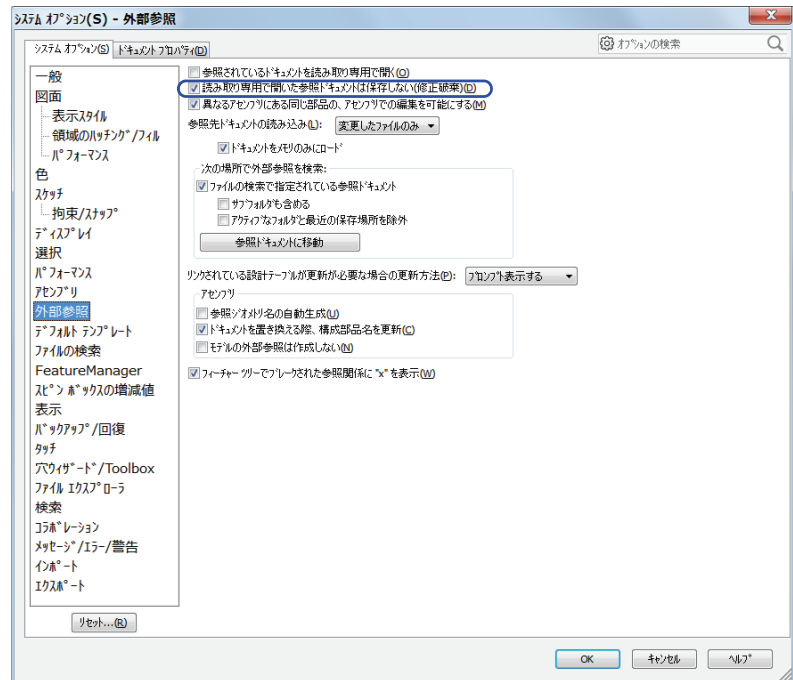 ｼｽﾃﾑ ｵﾌﾟｼｮﾝ(S) - 外部参照
ｼｽﾃﾑ ｵﾌﾟｼｮﾝ(S)
ﾄﾞｷｭﾒﾝﾄ ﾌﾟﾛﾊﾟﾃｨ(D)
ｵﾌﾟｼｮﾝの検索
一般
図面
表示ｽﾀｲﾙ
領域のﾊｯﾁﾝｸﾞ/ﾌｨﾙ
ﾊﾟﾌｫｰﾏﾝｽ
色
ｽｹｯﾁ
拘束/ｽﾅｯﾌﾟ
ﾃﾞｨｽﾌﾟﾚｲ
選択
ﾊﾟﾌｫｰﾏﾝｽ
ｱｾﾝﾌﾞﾘ
外部参照
ﾃﾞﾌｫﾙﾄ ﾃﾝﾌﾟﾚｰﾄ
ﾌｧｲﾙの検索
FeatureManager
ｽﾋﾟﾝ ﾎﾞｯｸｽの増減値
表示
ﾊﾞｯｸｱｯﾌﾟ/回復
ﾀｯﾁ
穴ｳｨｻﾞｰﾄﾞ/Toolbox
ﾌｧｲﾙ ｴｸｽﾌﾟﾛｰﾗ
検索
ｺﾗﾎﾞﾚｰｼｮﾝ
ﾒｯｾｰｼﾞ/ｴﾗｰ/警告
ｲﾝﾎﾟｰﾄ
ｴｸｽﾎﾟｰﾄ
ﾘｾｯﾄ...(R)
参照されているﾄﾞｷｭﾒﾝﾄを読み取り専用で開く(O)
読み取り専用で開いた参照ﾄﾞｷｭﾒﾝﾄは保存しない(修正破棄)(D)
異なるｱｾﾝﾌﾞﾘにある同じ部品の、ｱｾﾝﾌﾞﾘでの編集を可能にする(M)
参照先ﾄﾞｷｭﾒﾝﾄの読み込み(L): 変更したﾌｧｲﾙのみ
ﾄﾞｷｭﾒﾝﾄをﾒﾓﾘのみにﾛｰﾄﾞ
次の場所で外部参照を検索:
ﾌｧｲﾙの検索で指定されている参照ﾄﾞｷｭﾒﾝﾄ
ｻﾌﾞﾌｫﾙﾀﾞも含める
ｱｸﾃｨﾌﾞなﾌｫﾙﾀﾞと最近の保存場所を除外
参照ﾄﾞｷｭﾒﾝﾄに移動
ﾘﾝｸされている設計ﾃｰﾌﾞﾙが更新が必要な場合の更新方法(P): ﾌﾟﾛﾝﾌﾟﾄ表示する
ｱｾﾝﾌﾞﾘ
参照ｼﾞｵﾒﾄﾘ名の自動生成(U)
ﾄﾞｷｭﾒﾝﾄを置き換える際、構成部品名を更新(C)
ﾓﾃﾞﾙの外部参照は作成しない(N)
ﾌｨｰﾁｬｰ ﾂﾘｰでﾌﾞﾚｰｸされた参照関係に "x" を表示(W)
OK
ｷｬﾝｾﾙ
ﾍﾙﾌﾟ